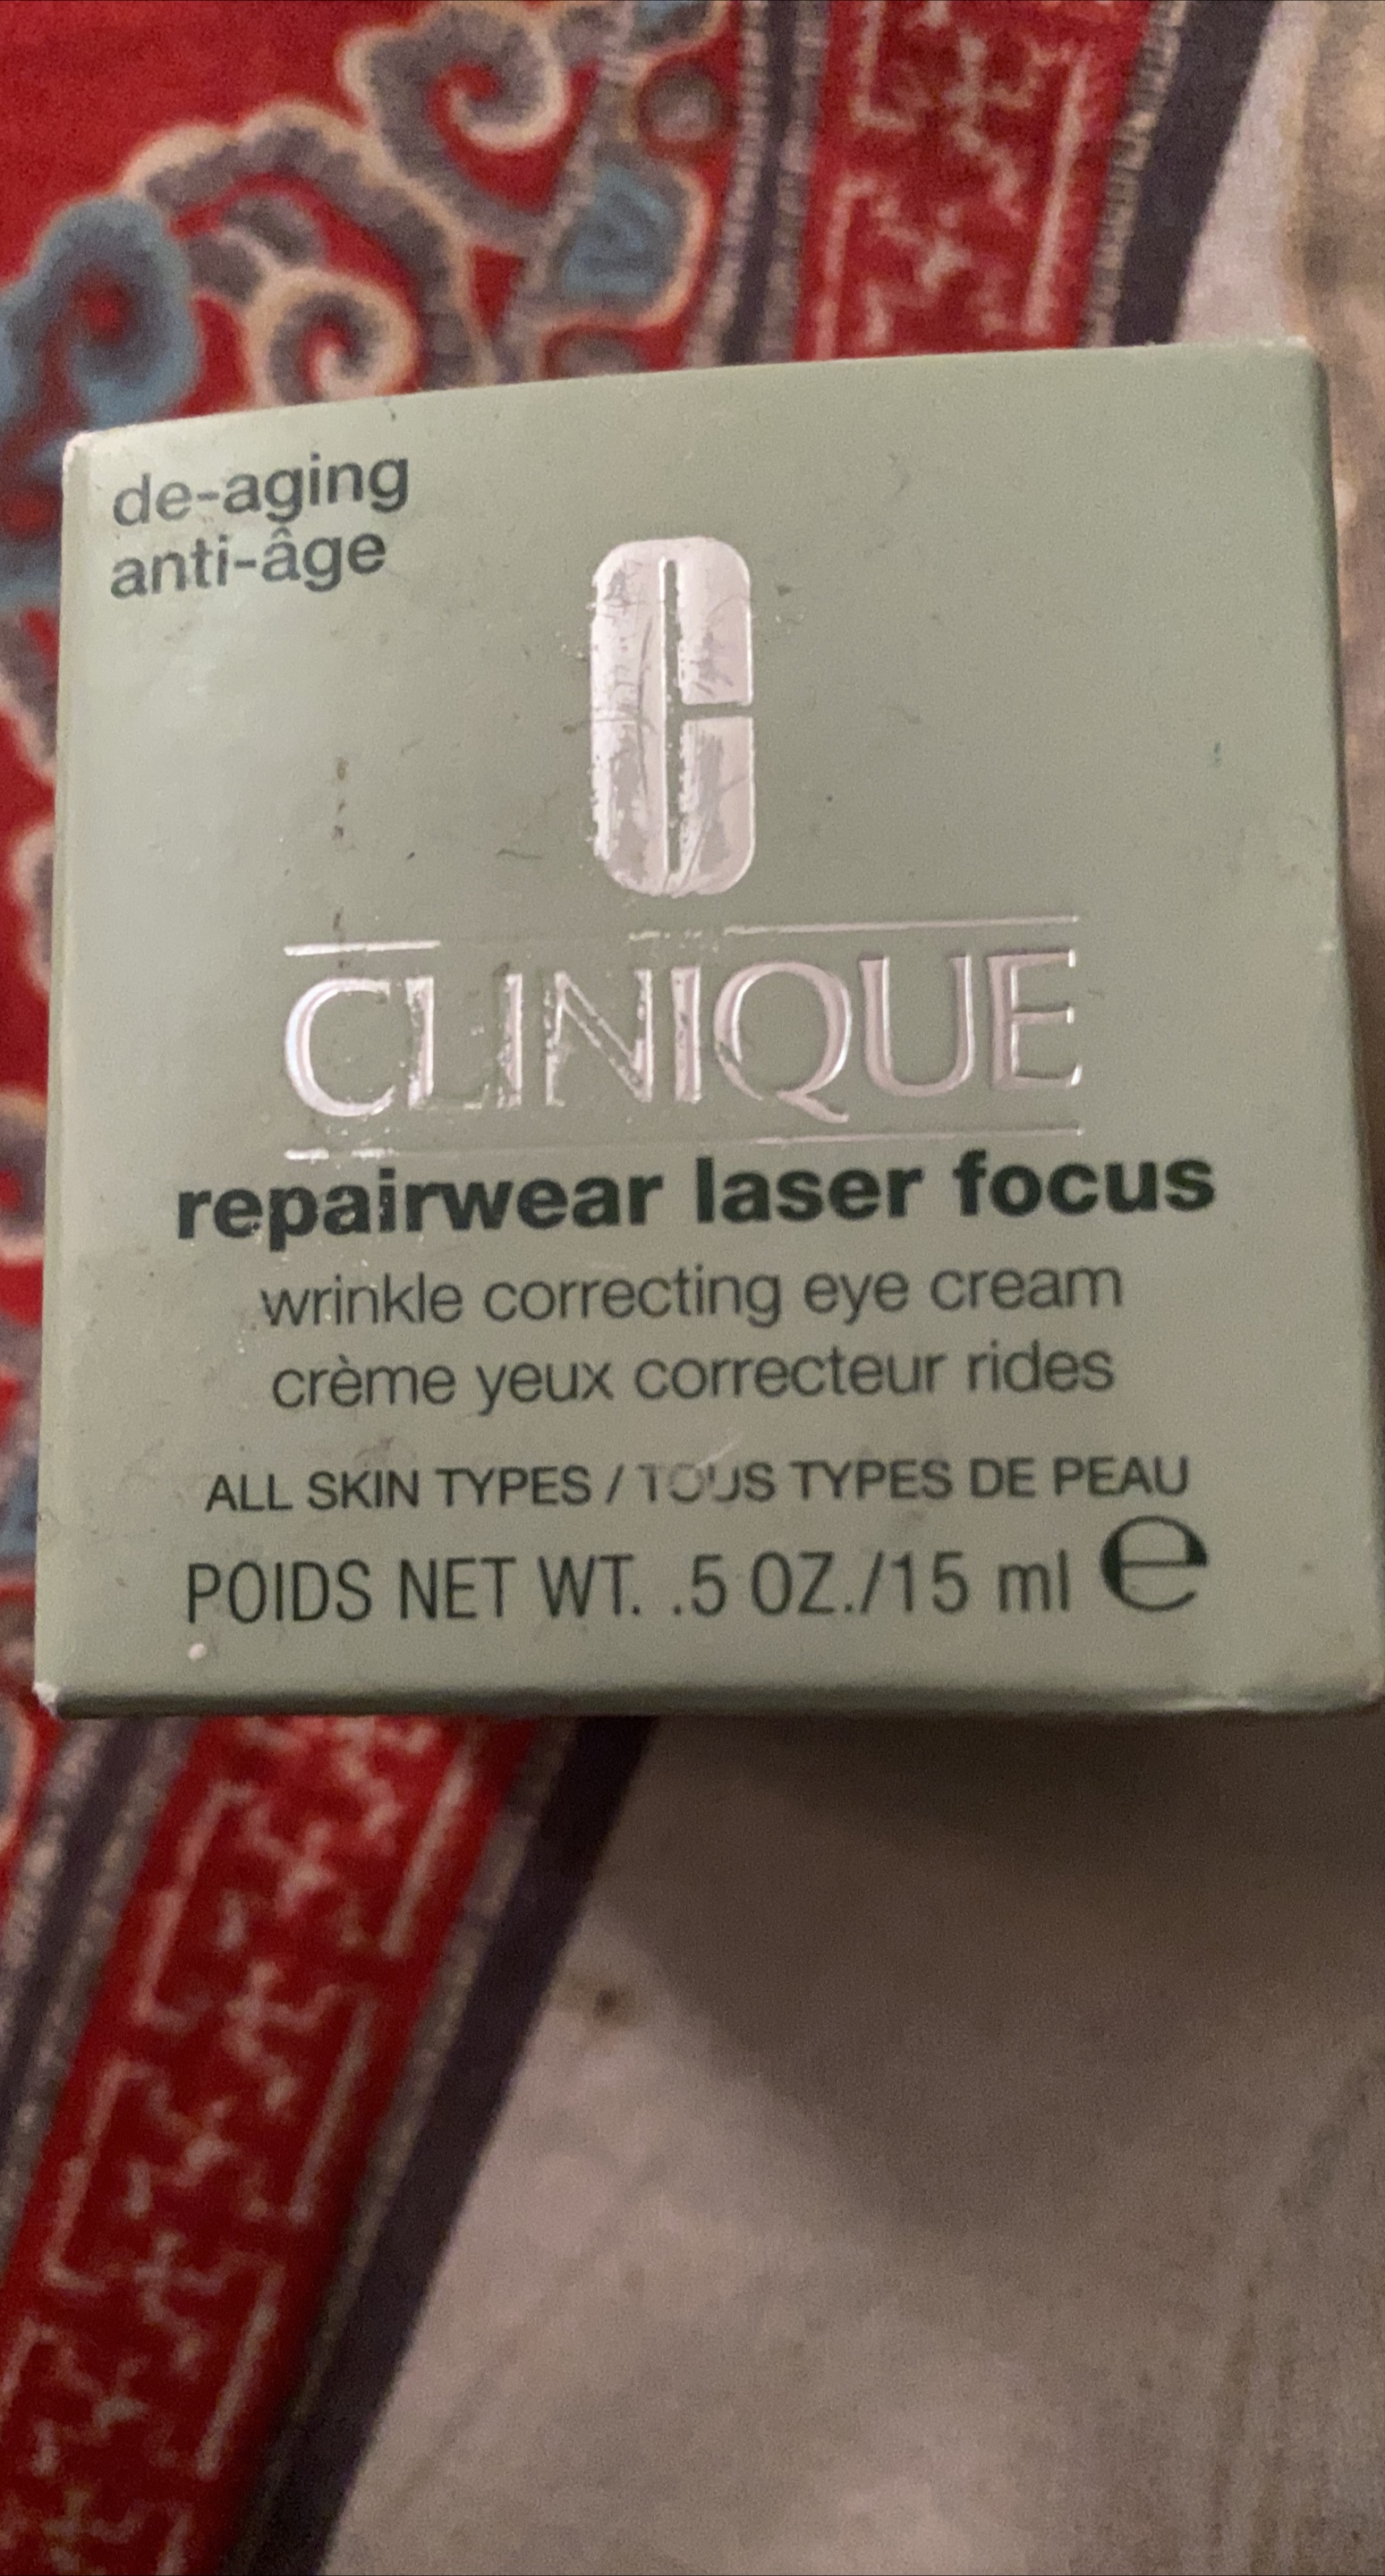 de-aging
anti-âge
CLINIQUE
repairwear laser focus
wrinkle correcting eye cream
crème yeux correcteur rides
ALL SKIN TYPES / TOUS TYPES DE PEAU
POIDS NET WT. .5 OZ./15 ml e